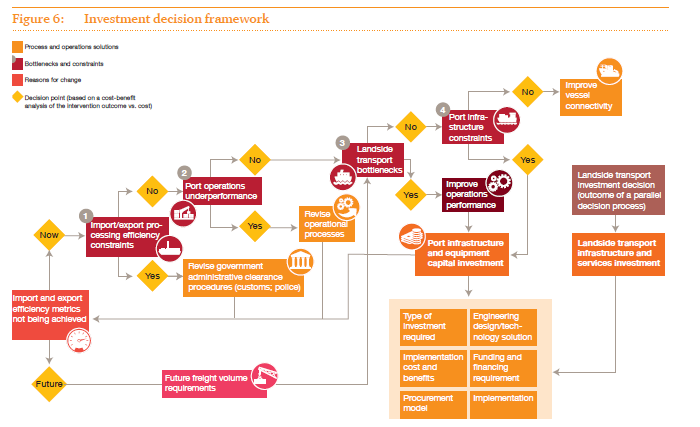 Figure 6: Investment decision framework
Process and operations solutions
Bottlenecks and constraints
Reasons for change
Decision point (based on a cost-benefit
analysis of the intervention outcome vs. cost)
No
Improve
vessel
connectivity
4
No
Port infra-
structure
constraints
3
Landside
transport
bottlenecks
No
Yes
2
Port operations
underperformance
No
Yes
Improve
operations
performance
Landside transport
investment decision
(outcome of a parallel
decision process)
1
Import/export pro-
cessing efficiency
constraints
Now
Yes
Revise
operational
processes
Port infrastructure
and equipment
capital investment
Landside transport
infrastructure and
services investment
Yes
Revise government
administrative clearance
procedures (customs; police)
Import and export
efficiency metrics
not being achieved
Type of
investment
required
Engineering
design/tech-
nology solution
Implementation
cost and
benefits
Funding and
financing
requirement
Procurement
model
Implementation
Future
Future freight volume
requirements